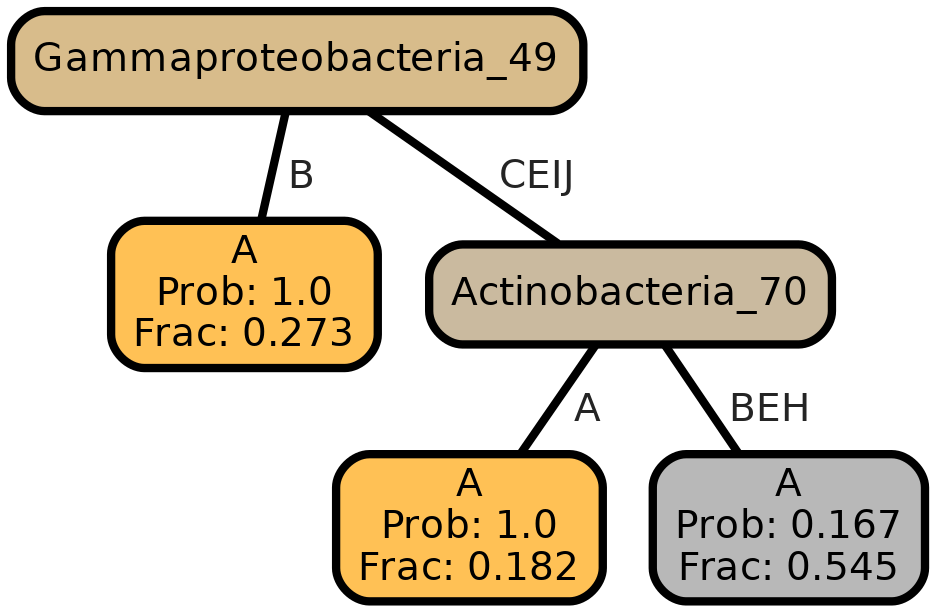 Gammaproteobacteria_49
B
CEIJ
A
Prob: 1.0
Frac: 0.273
Actinobacteria_70
A
BEH
A
Prob: 1.0
Frac: 0.182
A
Prob: 0.167
Frac: 0.545